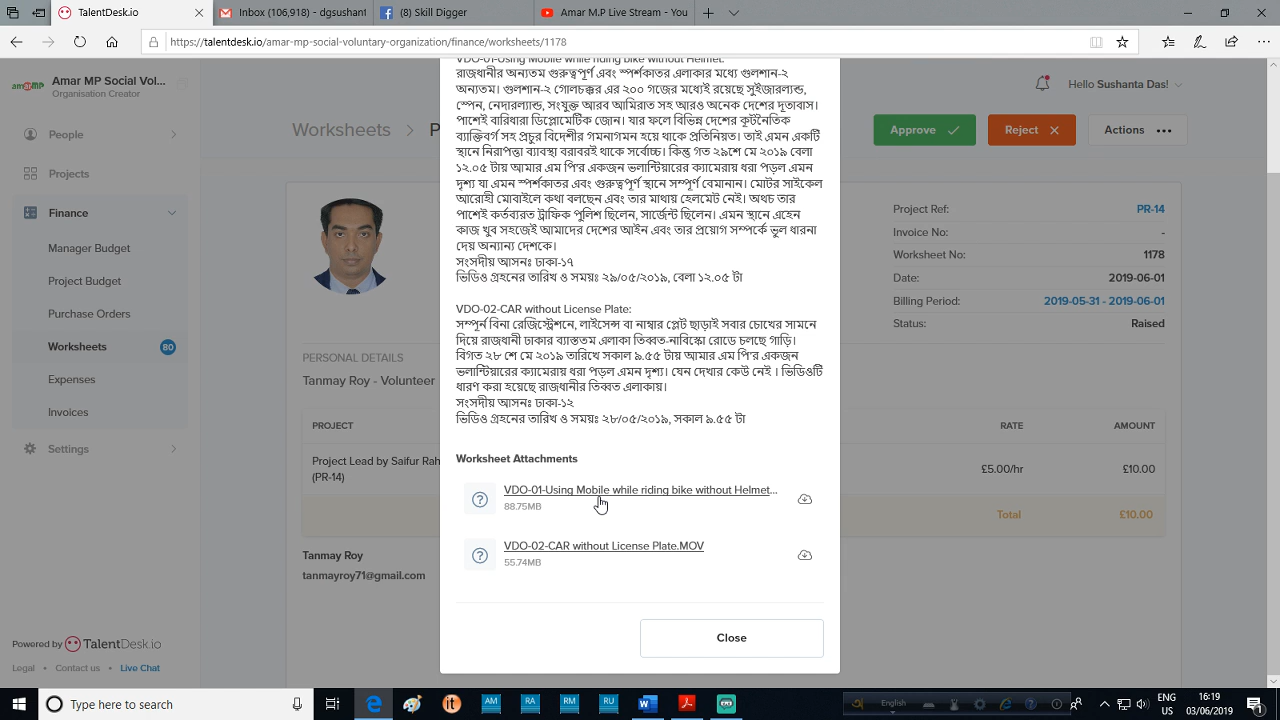 TalentDesk.io
Inbox (106,918) - dgsushant
(8) Skill Digger
Amar M.P Live Stream - You
https://talentdesk.io/amar-mp-social-voluntary-organization/finance/worksheets/1178
Amar MP Social Vol...
Organisation Creator
Hello Sushanta Das!
People
Projects
Finance
Manager Budget
Project Budget
Purchase Orders
Worksheets 80
Expenses
Invoices
Settings
Powered by TalentDesk.io
Legal • Contact us • Live Chat
Worksheets > P
Approve
Reject
Actions
PERSONAL DETAILS
Tanmay Roy - Volunteer
PROJECT
RATE
AMOUNT
Project Lead by Saifur Rah
(PR-14)
£5.00/hr
£10.00
Total
£10.00
Tanmay Roy
tanmayroy71@gmail.com
Project Ref: PR-14
Invoice No: -
Worksheet No: 1178
Date: 2019-06-01
Billing Period: 2019-05-31 - 2019-06-01
Status: Raised
VDO-01-Using Mobile while riding bike without Helmet:
রাজধানীর অন্যতম গুরুত্বপূর্ণ এবং স্পর্শকাতর এলাকার মধ্যে গুলশান-২
অন্যতম। গুলশান-২ গোলচক্কর এর ২০০ গজের মধ্যেই রয়েছে সুইজারল্যন্ড,
স্পেন, নেদারল্যান্ড, সংযুক্ত আরব আমিরাত সহ আরও অনেক দেশের দূতাবাস।
পাশেই বারিধারা ডিপ্লোমেটিক জোন। যার ফলে বিভিন্ন দেশের কূটনৈতিক
ব্যাক্তিবর্গ সহ প্রচুর বিদেশীর গমনাগমন হয়ে থাকে প্রতিনিয়ত। তাই এমন একটি
স্থানে নিরাপত্তা ব্যবস্থা বরাবরই থাকে সর্বোচ্চ। কিন্তু গত ২৯শে মে ২০১৯ বেলা
১২.০৫ টায় আমার এম পি'র একজন ভলান্টিয়ারের ক্যামেরায় ধরা পড়ল এমন
দৃশ্য যা এমন স্পর্শকাতর এবং গুরুত্বপূর্ণ স্থানে সম্পূর্ণ বেমানান। মোটর সাইকেল
আরোহী মোবাইলে কথা বলছেন এবং তার মাথায় হেলমেট নেই। অথচ তার
পাশেই কর্তব্যরত ট্রাফিক পুলিশ ছিলেন, সার্জেন্ট ছিলেন। এমন স্থানে এহেন
কাজ খুব সহজেই আমাদের দেশের আইন এবং তার প্রয়োগ সম্পর্কে ভুল ধারনা
দেয় অন্যান্য দেশকে।
সংসদীয় আসনঃ ঢাকা-১৭
ভিডিও গ্রহনের তারিখ ও সময়ঃ ২৯/০৫/২০১৯, বেলা ১২.০৫ টা
VDO-02-CAR without License Plate:
সম্পূর্ন বিনা রেজিস্ট্রেশনে, লাইসেন্স বা নাম্বার প্লেট ছাড়াই সবার চোখের সামনে
দিয়ে রাজধানী ঢাকার ব্যাস্ততম এলাকা তিব্বত-নাবিস্কো রোডে চলছে গাড়ি।
বিগত ২৮ শে মে ২০১৯ তারিখে সকাল ৯.৫৫ টায় আমার এম পি'র একজন
ভলান্টিয়ারের ক্যামেরায় ধরা পড়ল এমন দৃশ্য। যেন দেখার কেউ নেই । ভিডিওটি
ধারণ করা হয়েছে রাজধানীর তিব্বত এলাকায়।
সংসদীয় আসনঃ ঢাকা-১২
ভিডিও গ্রহনের তারিখ ও সময়ঃ ২৮/০৫/২০১৯, সকাল ৯.৫৫ টা
Worksheet Attachments
VDO-01-Using Mobile while riding bike without Helmet...
88.75MB
VDO-02-CAR without License Plate.MOV
55.74MB
Close
Type here to search
AM
RA
RM
RU
English
ENG
US
16:19
03/06/2019